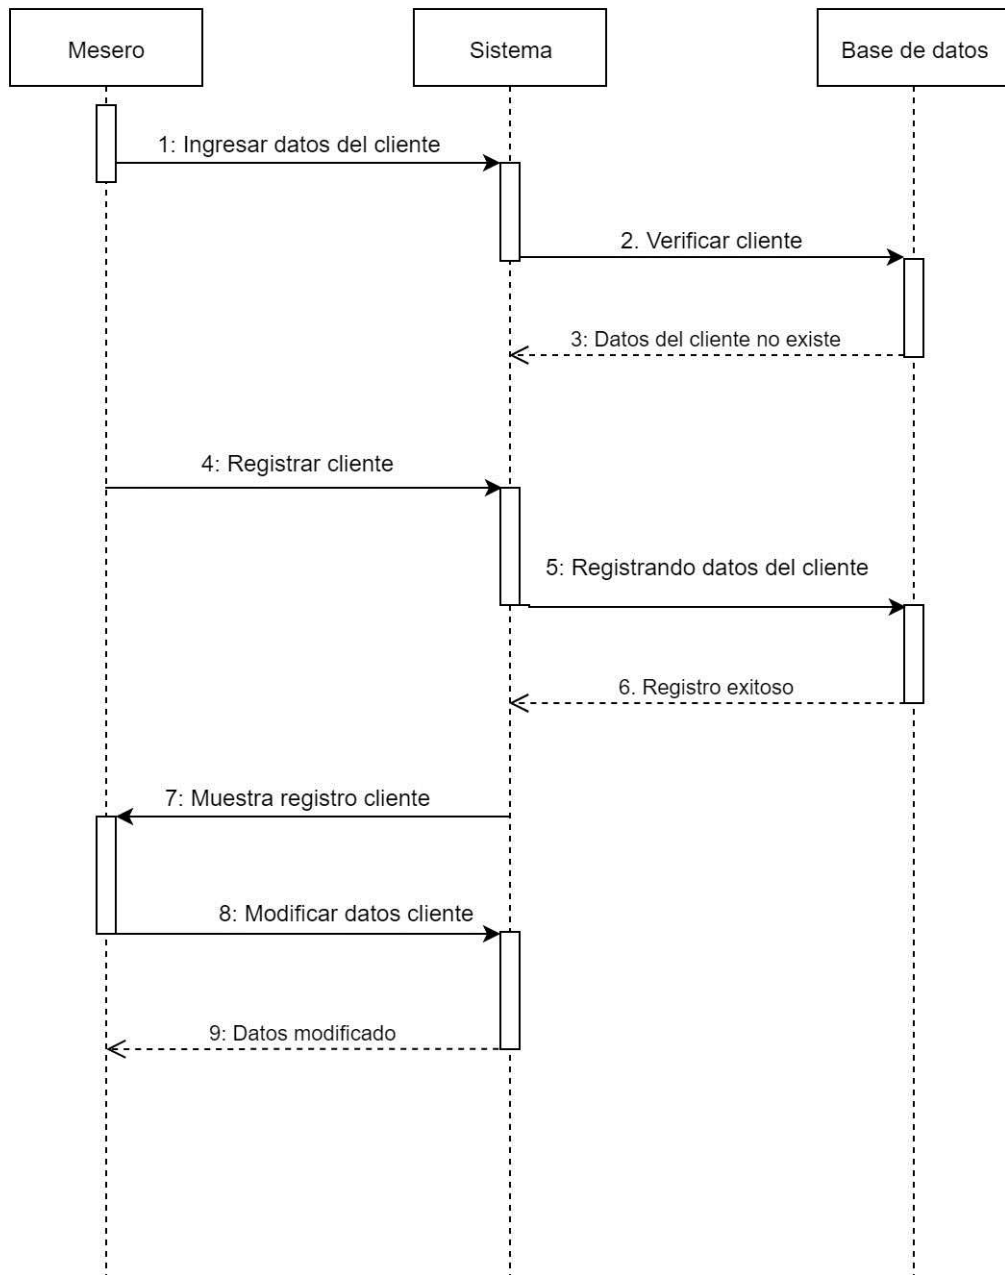 Mesero
Sistema
Base de datos
1: Ingresar datos del cliente
2. Verificar cliente
3: Datos del cliente no existe
4: Registrar cliente
5: Registrando datos del cliente
6. Registro exitoso
7: Muestra registro cliente
8: Modificar datos cliente
9: Datos modificado